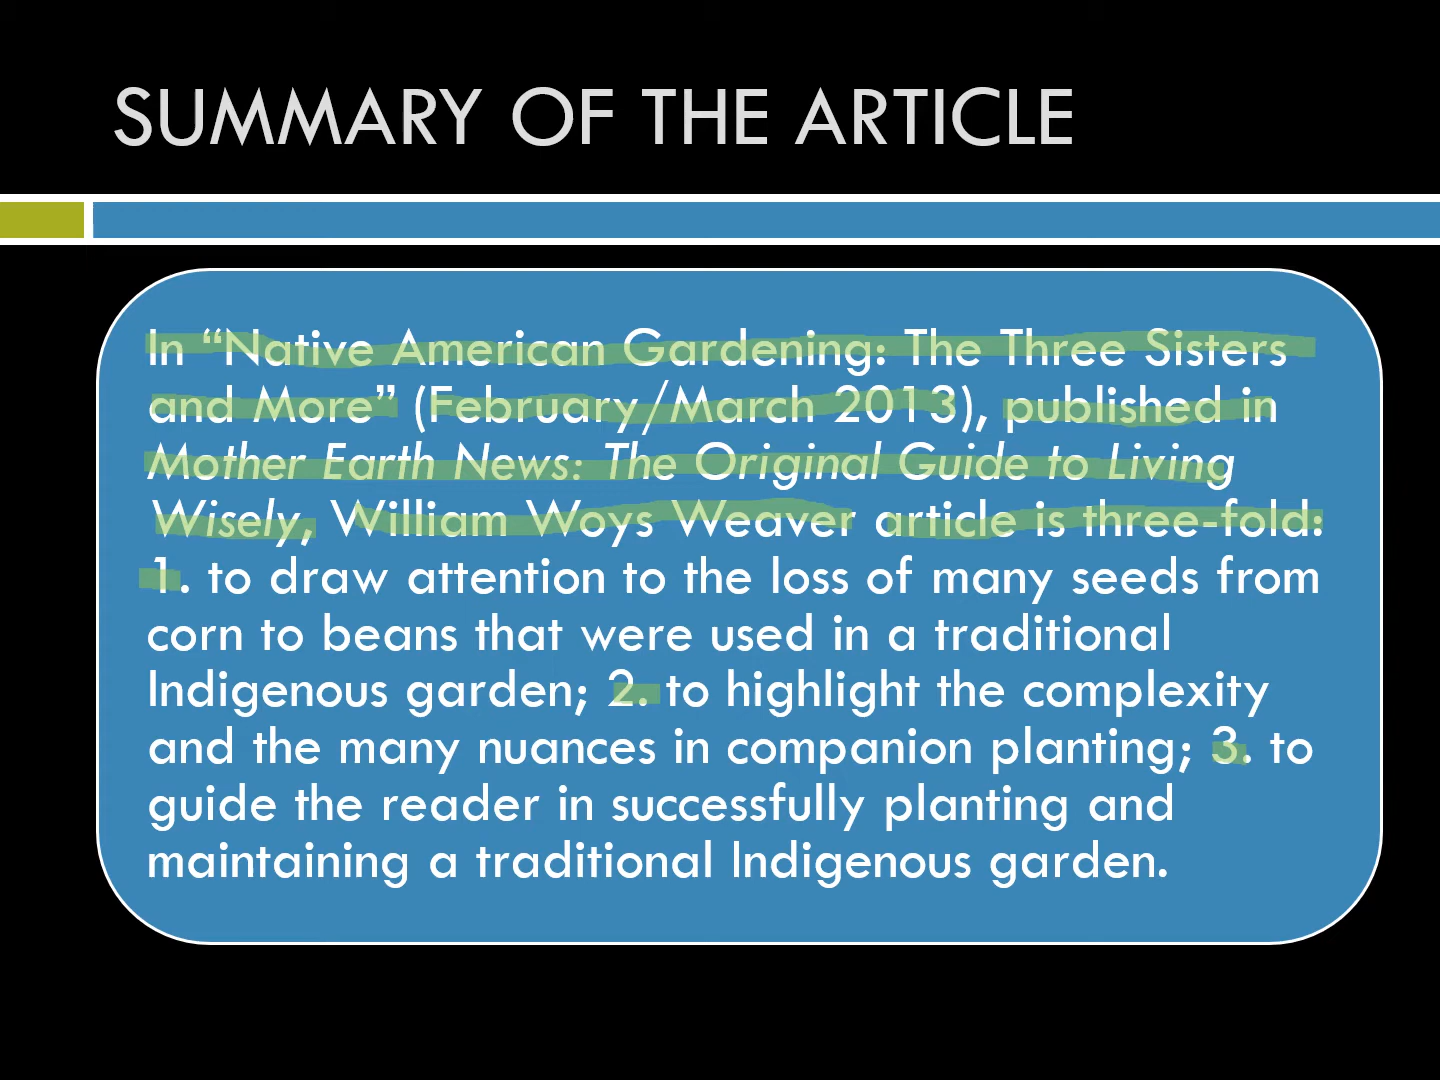 SUMMARY OF THE ARTICLE
In “Native American Gardening: The Three Sisters
and More” (February/March 2013), published in
Mother Earth News: The Original Guide to Living
Wisely, William Woys Weaver article is three-fold:
1. to draw attention to the loss of many seeds from
corn to beans that were used in a traditional
Indigenous garden; 2. to highlight the complexity
and the many nuances in companion planting; 3. to
guide the reader in successfully planting and
maintaining a traditional Indigenous garden.